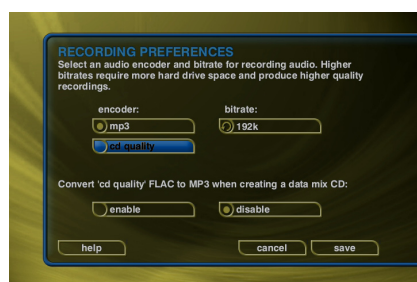 RECORDING PREFERENCES
Select an audio encoder and bitrate for recording audio. Higher
bitrates require more hard drive space and produce higher quality
recordings.
encoder: bitrate:
mp3 192k
cd quality
Convert 'cd quality' FLAC to MP3 when creating a data mix CD:
enable disable
help cancel save